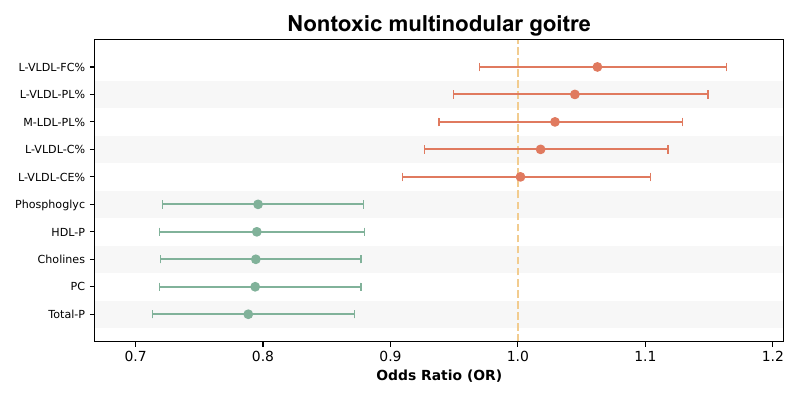 Nontoxic multinodular goitre
L-VLDL-FC%
L-VLDL-PL%
M-LDL-PL%
L-VLDL-C%
L-VLDL-CE%
Phosphoglyc
HDL-P
Cholines
PC
Total-P
0.7 0.8 0.9 1.0 1.1 1.2
Odds Ratio (OR)